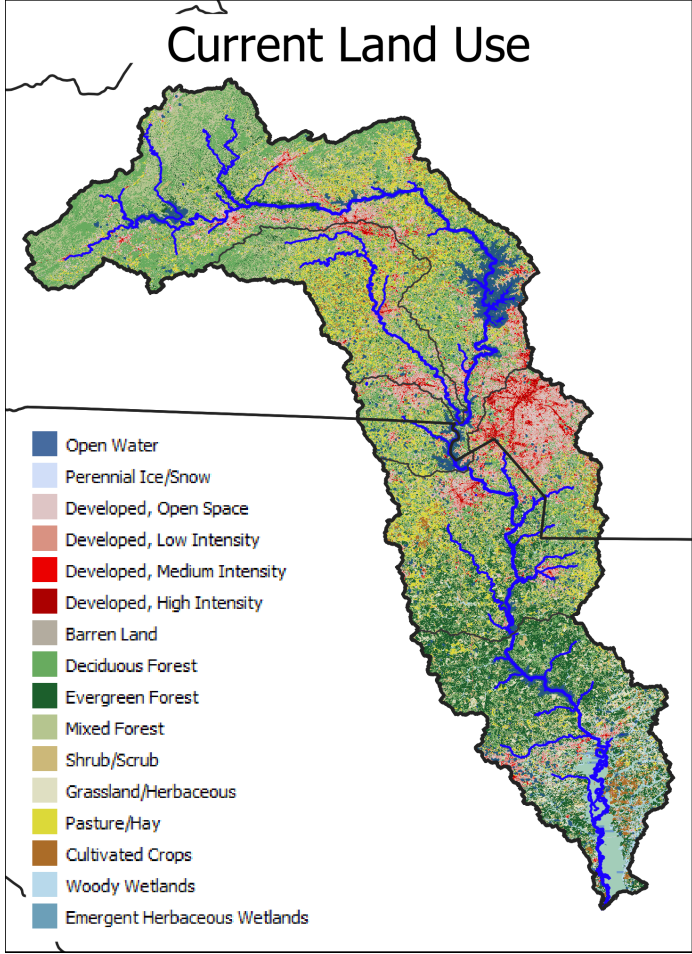 Current Land Use
Open Water
Perennial Ice/Snow
Developed, Open Space
Developed, Low Intensity
Developed, Medium Intensity
Developed, High Intensity
Barren Land
Deciduous Forest
Evergreen Forest
Mixed Forest
Shrub/Scrub
Grassland/Herbaceous
Pasture/Hay
Cultivated Crops
Woody Wetlands
Emergent Herbaceous Wetlands